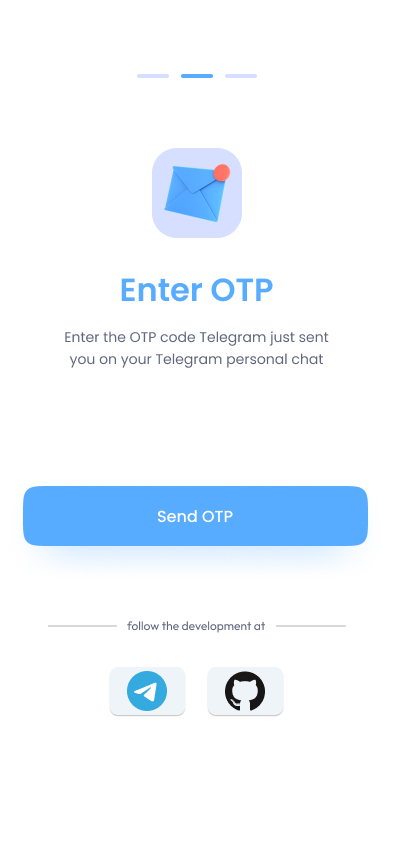 Enter OTP
Enter the OTP code Telegram just sent
you on your Telegram personal chat
Send OTP
follow the development at